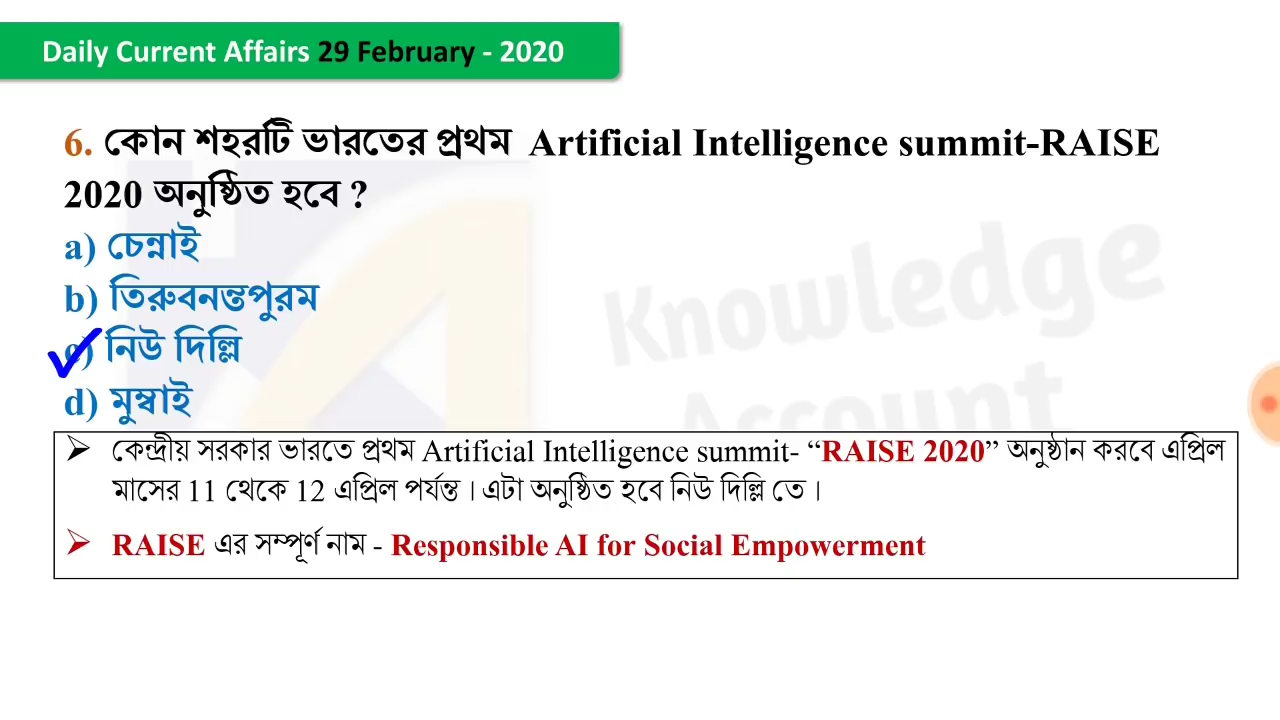 Daily Current Affairs 29 February - 2020
6. কোন শহরটি ভারতের প্রথম Artificial Intelligence summit-RAISE
2020 অনুষ্ঠিত হবে ?
a) চেন্নাই
b) তিরুবনন্তপুরম
c) নিউ দিল্লি
d) মুম্বাই
Knowledge
Account
কেন্দ্রীয় সরকার ভারতে প্রথম Artificial Intelligence summit- “RAISE 2020” অনুষ্ঠান করবে এপ্রিল
মাসের 11 থেকে 12 এপ্রিল পর্যন্ত । এটা অনুষ্ঠিত হবে নিউ দিল্লি তে ।
RAISE এর সম্পূর্ণ নাম - Responsible AI for Social Empowerment